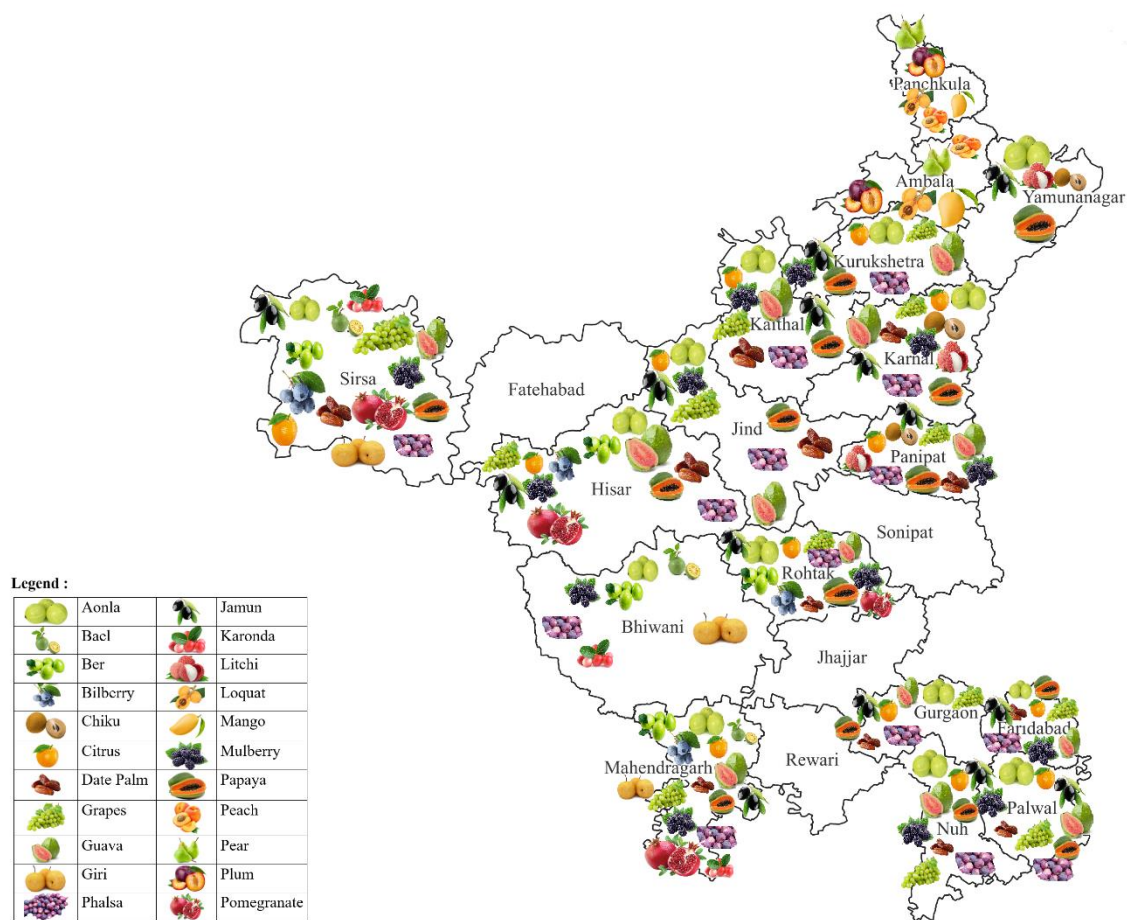 Panchkula
Ambala
Yamunanagar
Kurukshetra
Kaithal
Karnal
Sirsa
Fatehabad
Jind
Panipat
Hisar
Sonipat
Rohtak
Bhiwani
Jhajjar
Gurgaon
Faridabad
Mahendragarh
Rewari
Palwal
Nuh
Legend :
Aonla Jamun
Bael Karonda
Ber Litchi
Bilberry Loquat
Chiku Mango
Citrus Mulberry
Date Palm Papaya
Grapes Peach
Guava Pear
Giri Plum
Phalsa Pomegranate